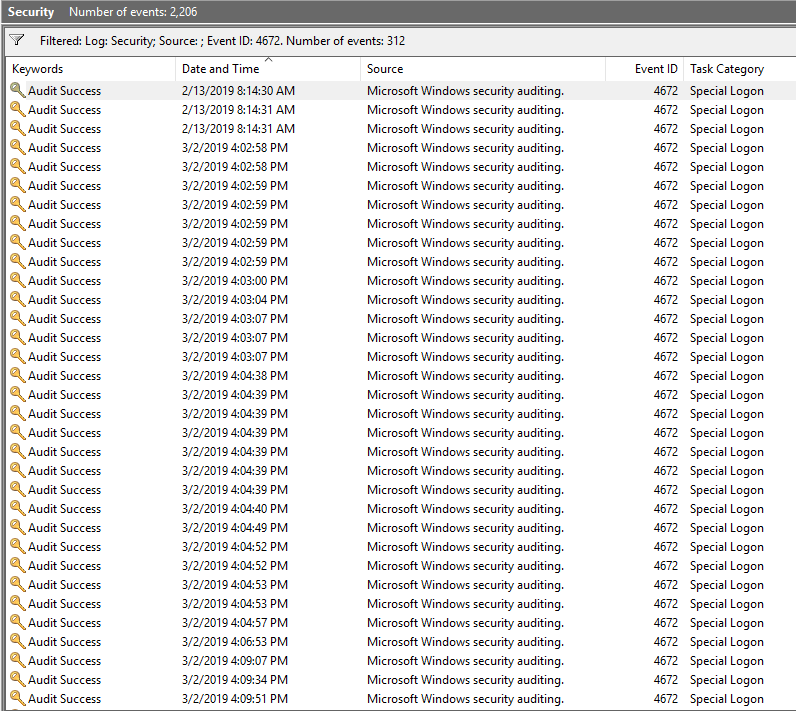 Security Number of events: 2,206
Filtered: Log: Security; Source: ; Event ID: 4672. Number of events: 312
Keywords Date and Time Source Event ID Task Category
Audit Success 2/13/2019 8:14:30 AM Microsoft Windows security auditing. 4672 Special Logon
Audit Success 2/13/2019 8:14:31 AM Microsoft Windows security auditing. 4672 Special Logon
Audit Success 2/13/2019 8:14:31 AM Microsoft Windows security auditing. 4672 Special Logon
Audit Success 3/2/2019 4:02:58 PM Microsoft Windows security auditing. 4672 Special Logon
Audit Success 3/2/2019 4:02:58 PM Microsoft Windows security auditing. 4672 Special Logon
Audit Success 3/2/2019 4:02:59 PM Microsoft Windows security auditing. 4672 Special Logon
Audit Success 3/2/2019 4:02:59 PM Microsoft Windows security auditing. 4672 Special Logon
Audit Success 3/2/2019 4:02:59 PM Microsoft Windows security auditing. 4672 Special Logon
Audit Success 3/2/2019 4:02:59 PM Microsoft Windows security auditing. 4672 Special Logon
Audit Success 3/2/2019 4:02:59 PM Microsoft Windows security auditing. 4672 Special Logon
Audit Success 3/2/2019 4:03:00 PM Microsoft Windows security auditing. 4672 Special Logon
Audit Success 3/2/2019 4:03:04 PM Microsoft Windows security auditing. 4672 Special Logon
Audit Success 3/2/2019 4:03:07 PM Microsoft Windows security auditing. 4672 Special Logon
Audit Success 3/2/2019 4:03:07 PM Microsoft Windows security auditing. 4672 Special Logon
Audit Success 3/2/2019 4:03:07 PM Microsoft Windows security auditing. 4672 Special Logon
Audit Success 3/2/2019 4:04:38 PM Microsoft Windows security auditing. 4672 Special Logon
Audit Success 3/2/2019 4:04:39 PM Microsoft Windows security auditing. 4672 Special Logon
Audit Success 3/2/2019 4:04:39 PM Microsoft Windows security auditing. 4672 Special Logon
Audit Success 3/2/2019 4:04:39 PM Microsoft Windows security auditing. 4672 Special Logon
Audit Success 3/2/2019 4:04:39 PM Microsoft Windows security auditing. 4672 Special Logon
Audit Success 3/2/2019 4:04:39 PM Microsoft Windows security auditing. 4672 Special Logon
Audit Success 3/2/2019 4:04:39 PM Microsoft Windows security auditing. 4672 Special Logon
Audit Success 3/2/2019 4:04:40 PM Microsoft Windows security auditing. 4672 Special Logon
Audit Success 3/2/2019 4:04:49 PM Microsoft Windows security auditing. 4672 Special Logon
Audit Success 3/2/2019 4:04:52 PM Microsoft Windows security auditing. 4672 Special Logon
Audit Success 3/2/2019 4:04:52 PM Microsoft Windows security auditing. 4672 Special Logon
Audit Success 3/2/2019 4:04:53 PM Microsoft Windows security auditing. 4672 Special Logon
Audit Success 3/2/2019 4:04:53 PM Microsoft Windows security auditing. 4672 Special Logon
Audit Success 3/2/2019 4:04:57 PM Microsoft Windows security auditing. 4672 Special Logon
Audit Success 3/2/2019 4:06:53 PM Microsoft Windows security auditing. 4672 Special Logon
Audit Success 3/2/2019 4:09:07 PM Microsoft Windows security auditing. 4672 Special Logon
Audit Success 3/2/2019 4:09:34 PM Microsoft Windows security auditing. 4672 Special Logon
Audit Success 3/2/2019 4:09:51 PM Microsoft Windows security auditing. 4672 Special Logon